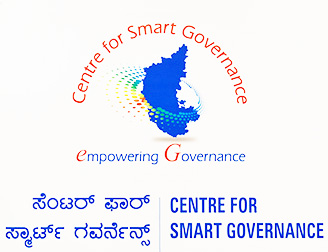 Centre for Smart Governance
empowering Governance
ಸೆಂಟರ್ ಫಾರ್
ಸ್ಮಾರ್ಟ್ ಗವರ್ನೆನ್ಸ್
CENTRE FOR
SMART GOVERNANCE